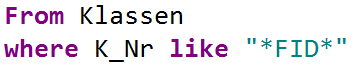 From Klassen
where K_Nr like "*FID*"